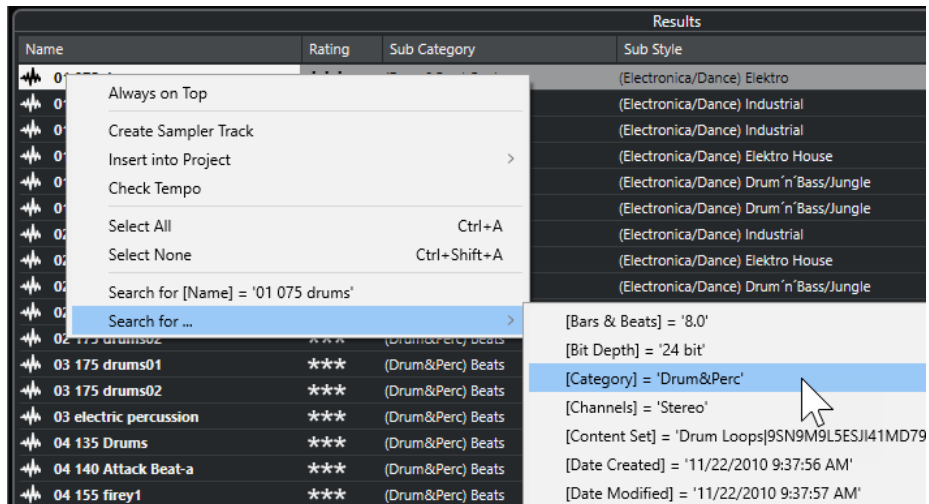 Results
Name Rating Sub Category Sub Style
(Electronica/Dance) Elektro
(Electronica/Dance) Industrial
(Electronica/Dance) Industrial
(Electronica/Dance) Elektro House
(Electronica/Dance) Drum´n´Bass/Jungle
(Electronica/Dance) Drum´n´Bass/Jungle
(Electronica/Dance) Industrial
(Electronica/Dance) Elektro House
(Electronica/Dance) Drum´n´Bass/Jungle
Always on Top
Create Sampler Track
Insert into Project
Check Tempo
Select All Ctrl+A
Select None Ctrl+Shift+A
Search for [Name] = '01 075 drums'
Search for ...
[Bars & Beats] = '8.0'
[Bit Depth] = '24 bit'
[Category] = 'Drum&Perc'
[Channels] = 'Stereo'
[Content Set] = 'Drum Loops|9SN9M9L5ESJI41MD79
[Date Created] = '11/22/2010 9:37:56 AM'
[Date Modified] = '11/22/2010 9:37:57 AM'
02 175 drums02 *** (Drum&Perc) Beats
03 175 drums01 *** (Drum&Perc) Beats
03 175 drums02 *** (Drum&Perc) Beats
03 electric percussion *** (Drum&Perc) Beats
04 135 Drums *** (Drum&Perc) Beats
04 140 Attack Beat-a *** (Drum&Perc) Beats
04 155 firey1 *** (Drum&Perc) Beats